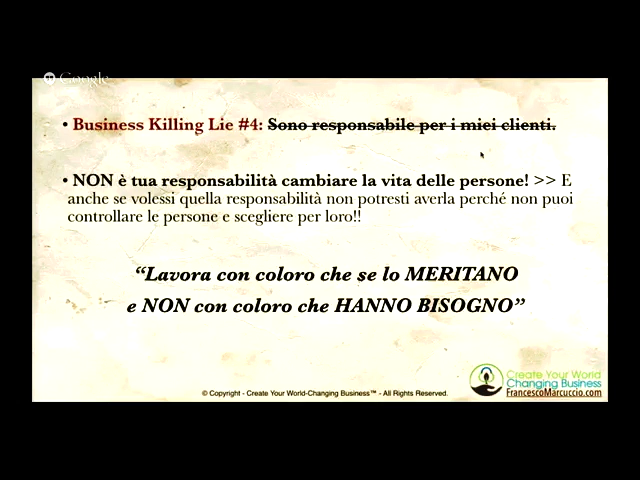 Google
• Business Killing Lie #4: Sono responsabile per i miei clienti.
• NON è tua responsabilità cambiare la vita delle persone! >> E
anche se volessi quella responsabilità non potresti averla perché non puoi
controllare le persone e scegliere per loro!!
“Lavora con coloro che se lo MERITANO
e NON con coloro che HANNO BISOGNO”
Create Your World
Changing Business
FrancescoMarcuccio.com
© Copyright - Create Your World-Changing Business™ - All Rights Reserved.